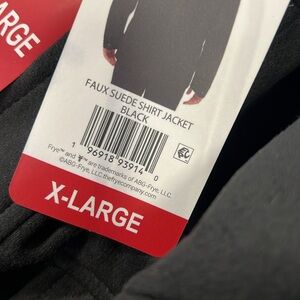 ARGE
FAUX SUEDE SHIRT JACKET
BLACK
1 96918 93914 0
Frye™ and are trademarks of ABG-Frye, LLC.
©ABG-Frye, LLC. thefryecompany.com
X-LARGE